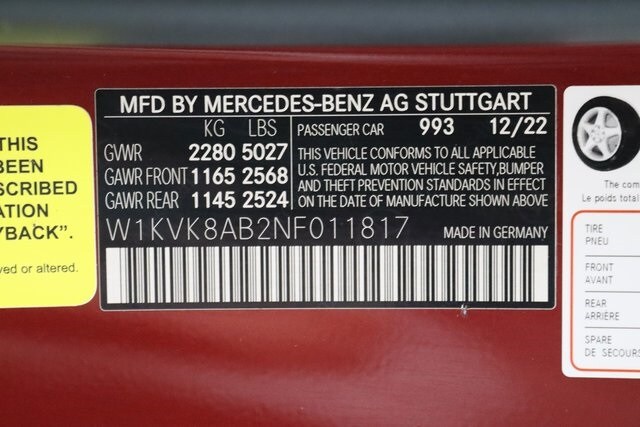 THIS
BEEN
SCRIBED
ATION
YBACK".
yed or altered.
MFD BY MERCEDES-BENZ AG STUTTGART
KG LBS
GVWR 2280 5027
GAWR FRONT 1165 2568
GAWR REAR 1145 2524
PASSENGER CAR 993 12/22
THIS VEHICLE CONFORMS TO ALL APPLICABLE
U.S. FEDERAL MOTOR VEHICLE SAFETY,BUMPER
AND THEFT PREVENTION STANDARDS IN EFFECT
ON THE DATE OF MANUFACTURE SHOWN ABOVE
W1KVK8AB2NF011817
MADE IN GERMANY
The com
Le poids total
TIRE
PNEU
FRONT
AVANT
REAR
ARRIÈRE
SPARE
DE SECOURS